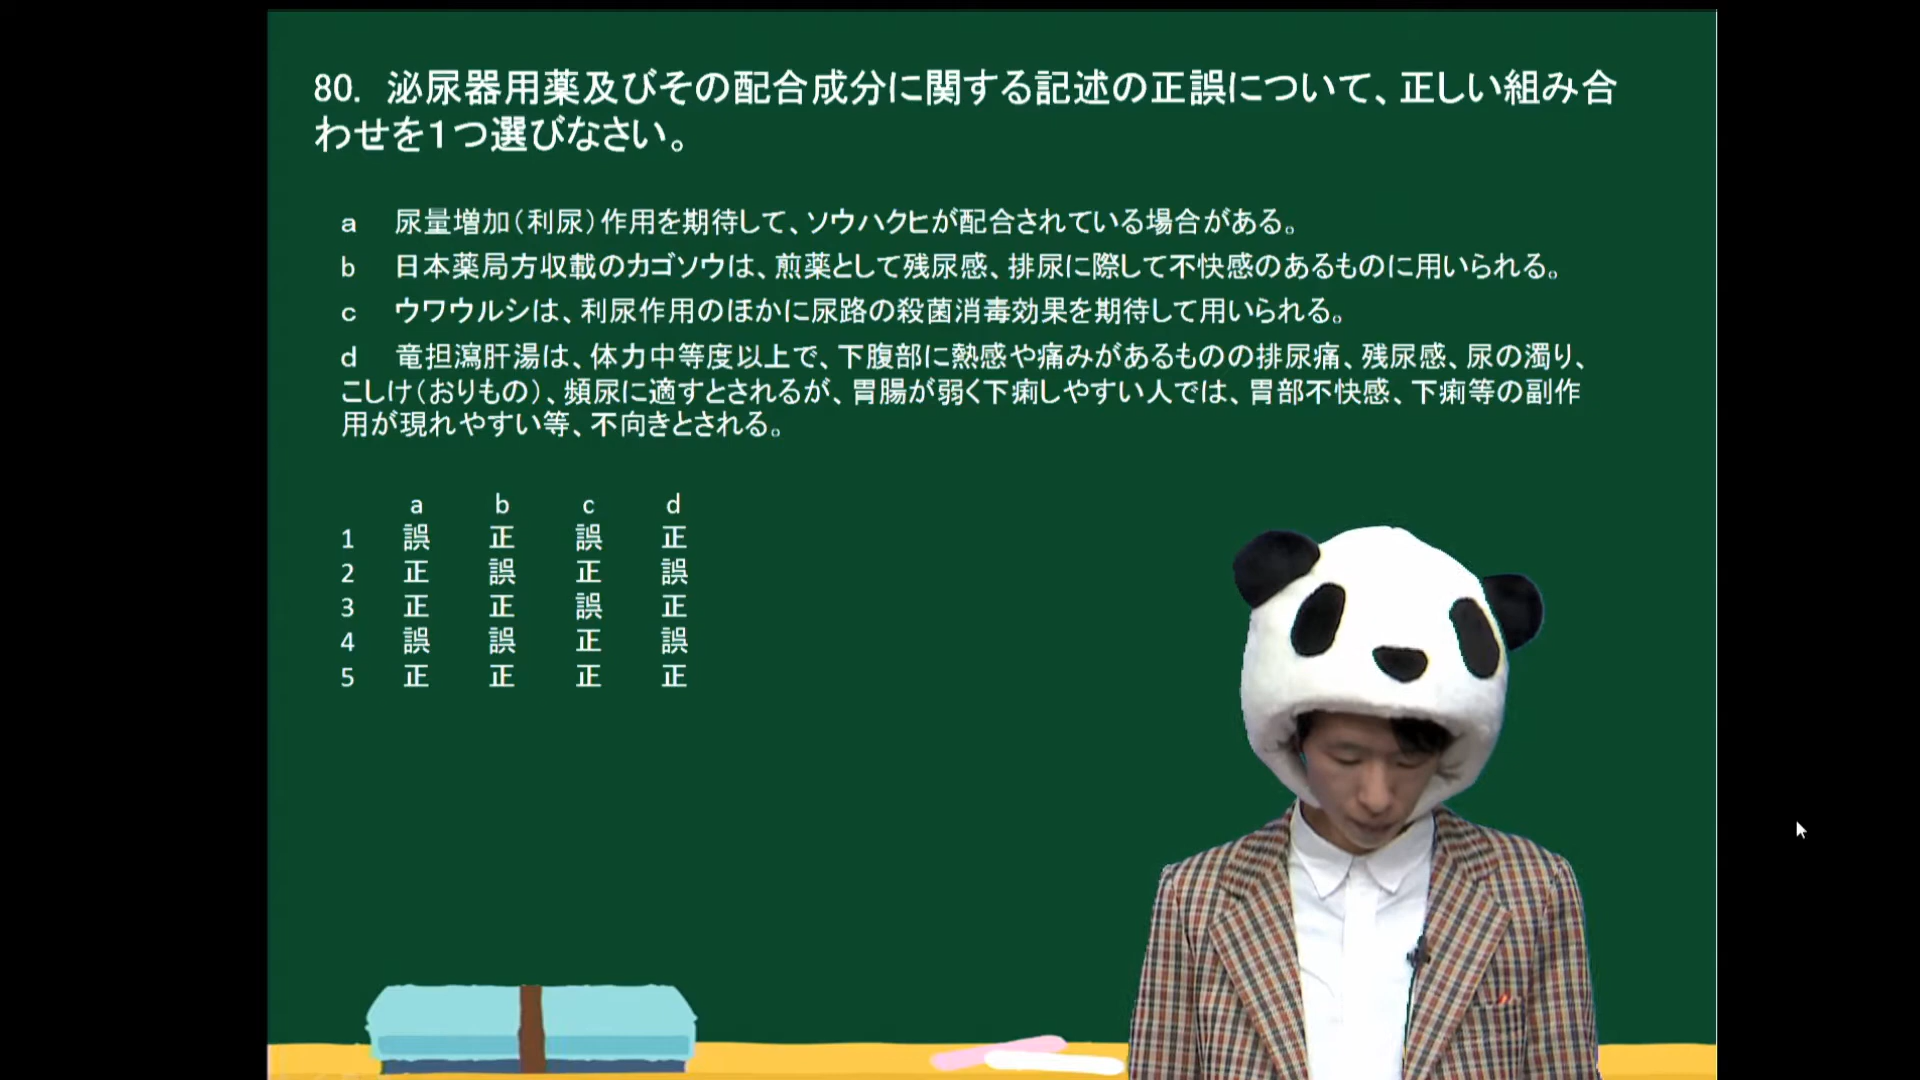 80. 泌尿器用薬及びその配合成分に関する記述の正誤について、正しい組み合
わせを1つ選びなさい。
a 尿量増加（利尿）作用を期待して、ソウハクヒが配合されている場合がある。
b 日本薬局方収載のカゴソウは、煎薬として残尿感、排尿に際して不快感のあるものに用いられる。
c ウワウルシは、利尿作用のほかに尿路の殺菌消毒効果を期待して用いられる。
d 竜担瀉肝湯は、体力中等度以上で、下腹部に熱感や痛みがあるものの排尿痛、残尿感、尿の濁り、
こしけ（おりもの）、頻尿に適すとされるが、胃腸が弱く下痢しやすい人では、胃部不快感、下痢等の副作
用が現れやすい等、不向きとされる。
a b c d
1 誤 正 誤 正
2 正 誤 正 誤
3 正 正 誤 正
4 誤 誤 正 誤
5 正 正 正 正